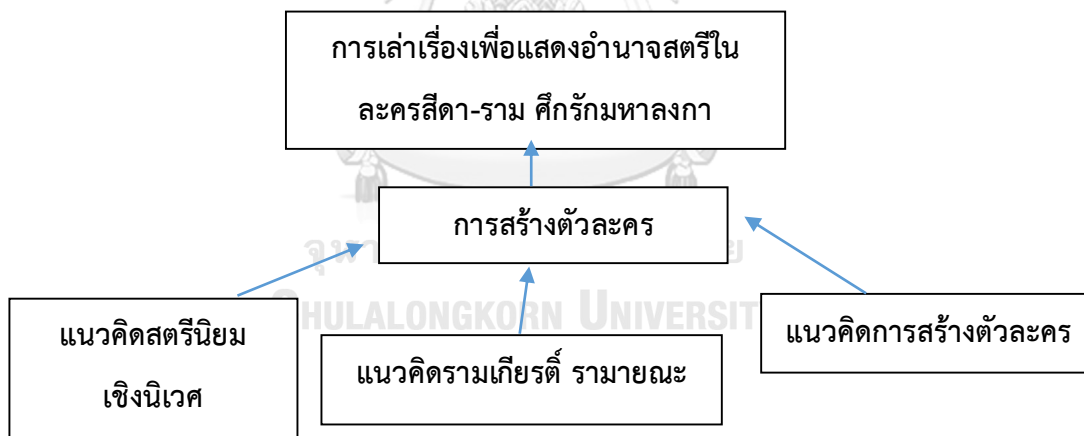 การเล่าเรื่องเพื่อแสดงอำนาจสตรีใน
ละครสีดา-ราม ศึกรักมหาลงกา
การสร้างตัวละคร
แนวคิดสตรีนิยม
เชิงนิเวศ
แนวคิดรามเกียรติ์ รามายณะ
แนวคิดการสร้างตัวละคร
HULALONGKORN UNIVERSIT